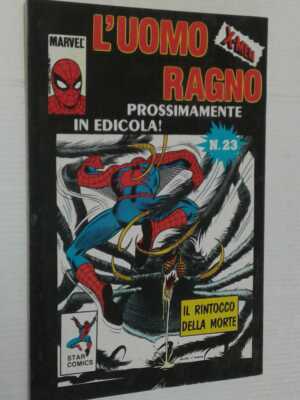 MARVEL
L'UOMO
X-MEN
RAGNO
PROSSIMAMENTE
IN EDICOLA!
N.23
IL RINTOCCO
DELLA MORTE
STAR
COMICS